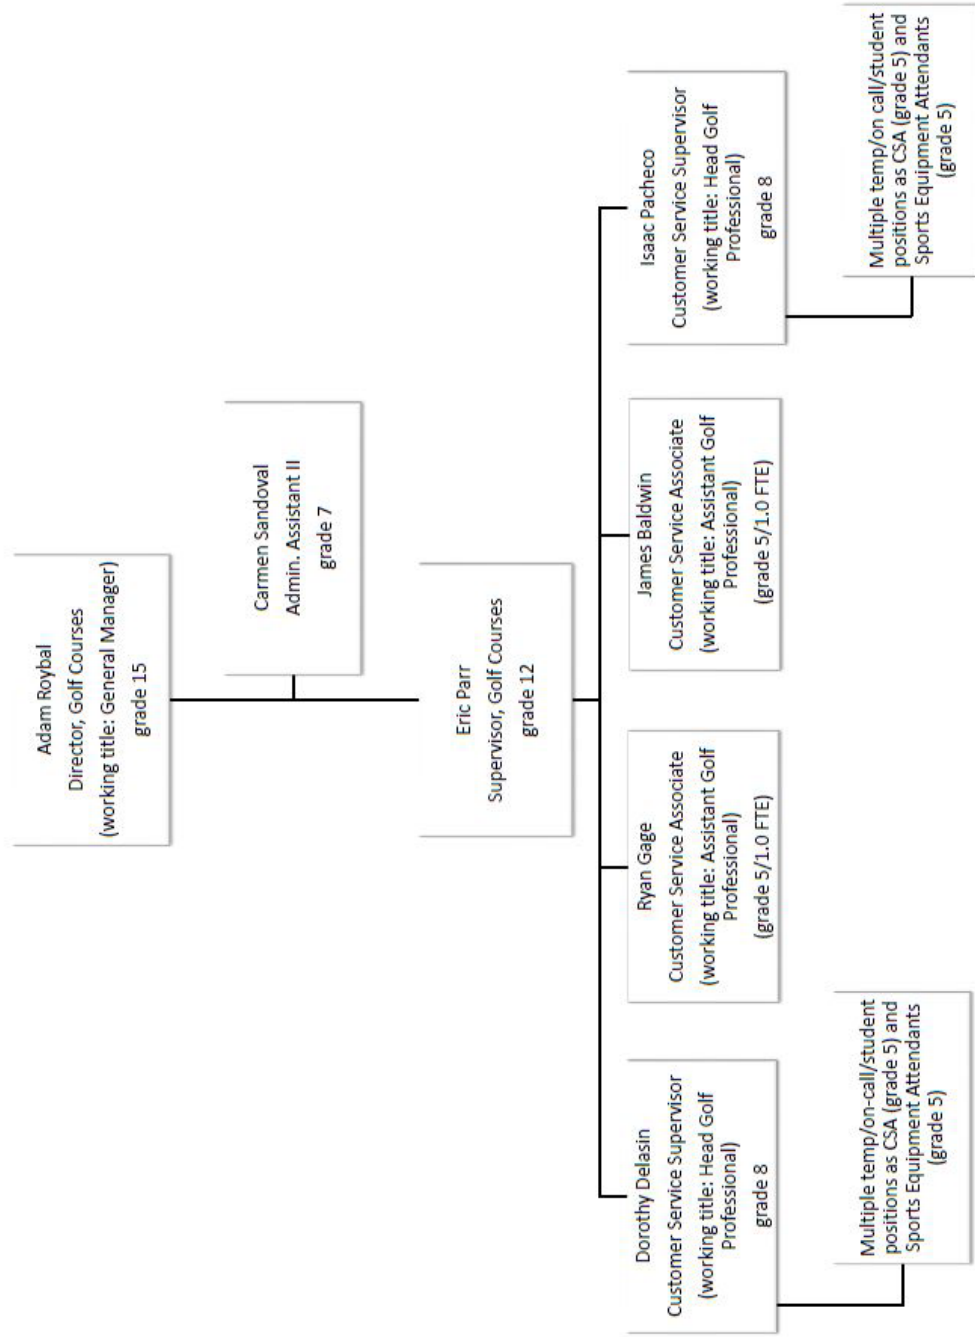 Adam Roybal
Director, Golf Courses
(working title: General Manager)
grade 15
Carmen Sandoval
Admin. Assistant II
grade 7
Eric Parr
Supervisor, Golf Courses
grade 12
Dorothy Delasin
Customer Service Supervisor
(working title: Head Golf
Professional)
grade 8
Ryan Gage
Customer Service Associate
(working title: Assistant Golf
Professional)
(grade 5/1.0 FTE)
James Baldwin
Customer Service Associate
(working title: Assistant Golf
Professional)
(grade 5/1.0 FTE)
Isaac Pacheco
Customer Service Supervisor
(working title: Head Golf
Professional)
grade 8
Multiple temp/on-call/student
positions as CSA (grade 5) and
Sports Equipment Attendants
(grade 5)
Multiple temp/on call/student
positions as CSA (grade 5) and
Sports Equipment Attendants
(grade 5)